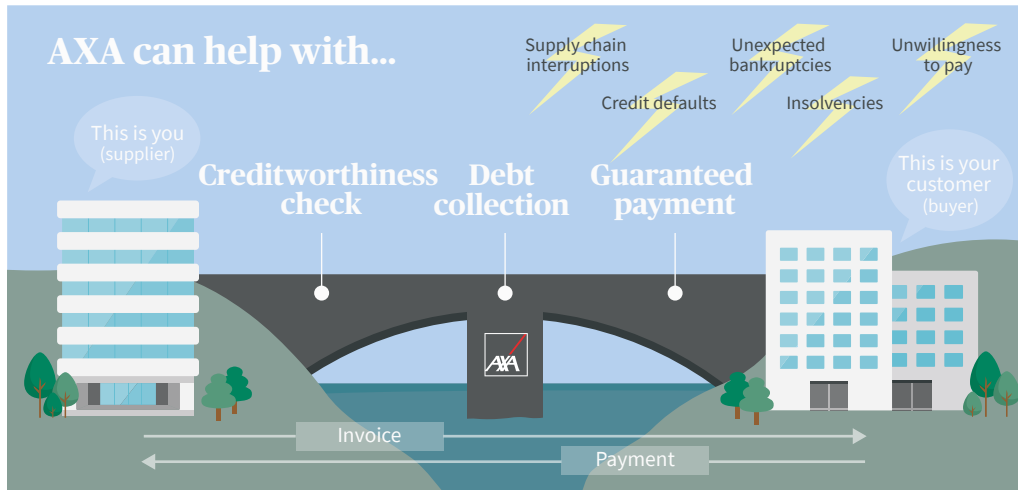 AXA can help with...
Supply chain
interruptions
Unexpected
bankruptcies
Unwillingness
to pay
Credit defaults
Insolvencies
This is you
(supplier)
Creditworthiness
check
Debt
collection
Guaranteed
payment
This is your
customer
(buyer)
AXA
Invoice
Payment